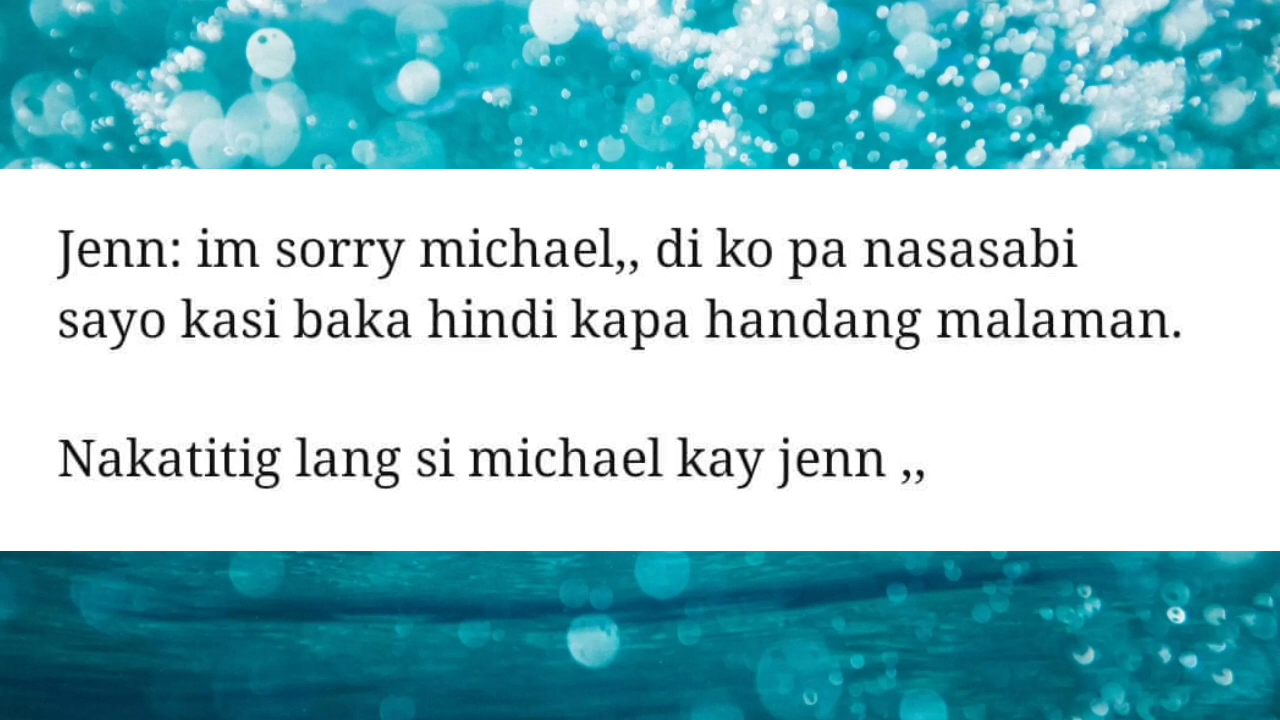 Jenn: im sorry michael,, di ko pa nasasabi
sayo kasi baka hindi kapa handang malaman.
Nakatitig lang si michael kay jenn ,,